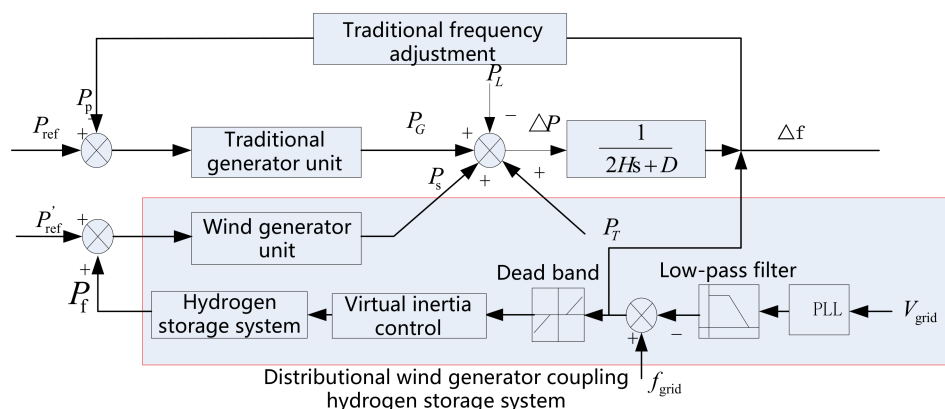 Traditional frequency
adjustment
P_L
P_p
-
P_ref
+
Traditional
generator unit
P_G
+
-
△P
1
2Hs+D
△f
P_s
+
+
P'_ref
+
Wind generator
unit
P_T
+
P_f
Hydrogen
storage system
Virtual inertia
control
Dead band
Low-pass filter
+
-
PLL
V_grid
Distributional wind generator coupling
hydrogen storage system
f_grid